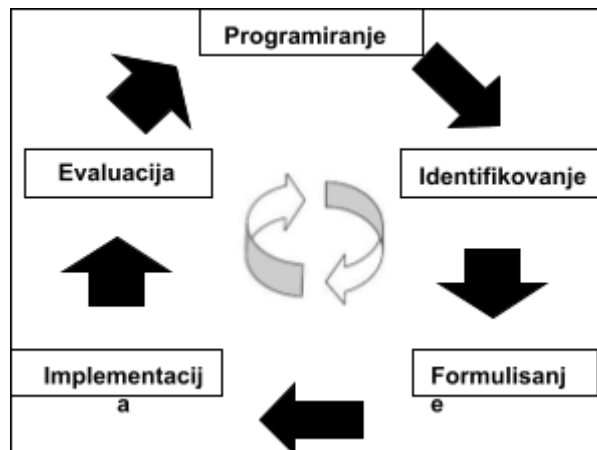 Programiranje
Evaluacija
Identifikovanje
Implementacij
a
Formulisanj
e